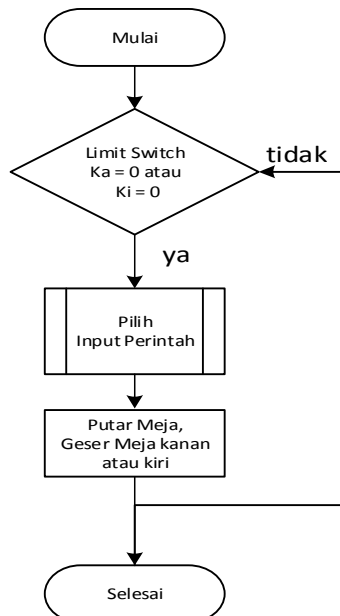 Mulai
Limit Switch
Ka = 0 atau
Ki = 0
tidak
ya
Pilih
Input Perintah
Putar Meja,
Geser Meja kanan
atau kiri
Selesai